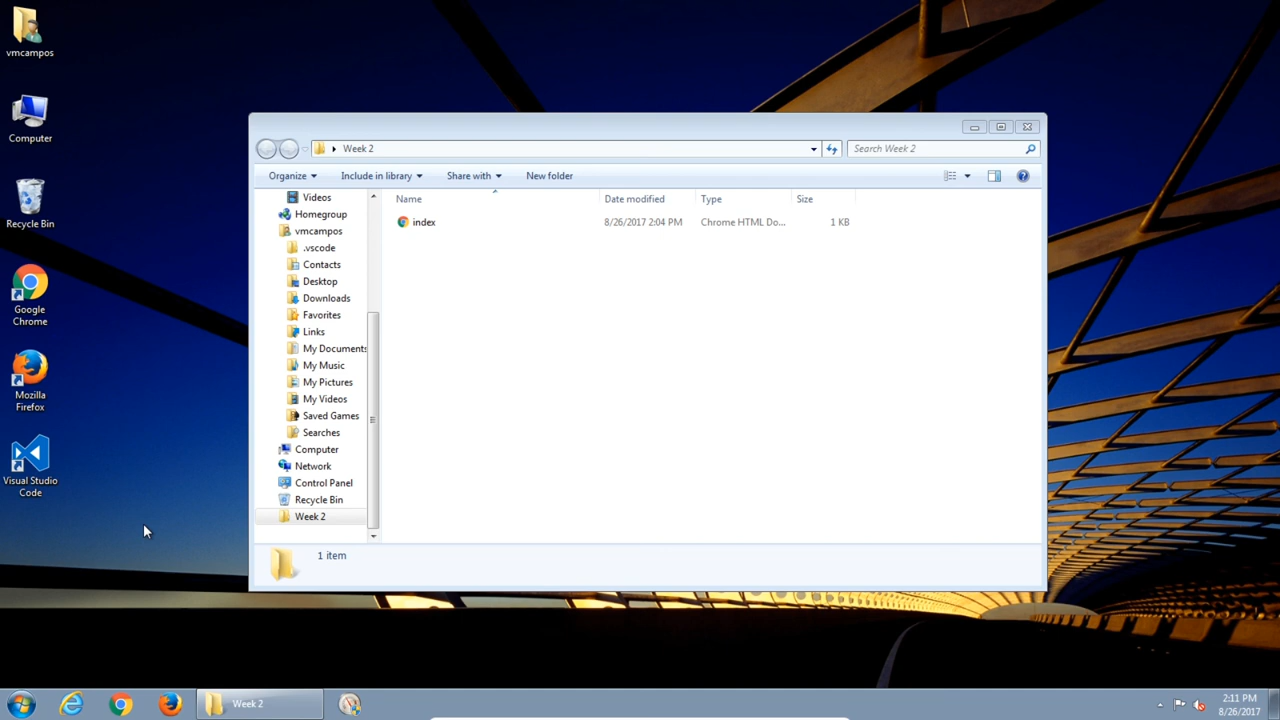 vmcampos
Computer
Recycle Bin
Google
Chrome
Mozilla
Firefox
Visual Studio
Code
Week 2
Search Week 2
Organize
Include in library
Share with
New folder
Name
Date modified
Type
Size
index
8/26/2017 2:04 PM
Chrome HTML Do...
1 KB
Videos
Homegroup
vmcampos
.vscode
Contacts
Desktop
Downloads
Favorites
Links
My Documents
My Music
My Pictures
My Videos
Saved Games
Searches
Computer
Network
Control Panel
Recycle Bin
Week 2
1 item
Week 2
2:11 PM
8/26/2017